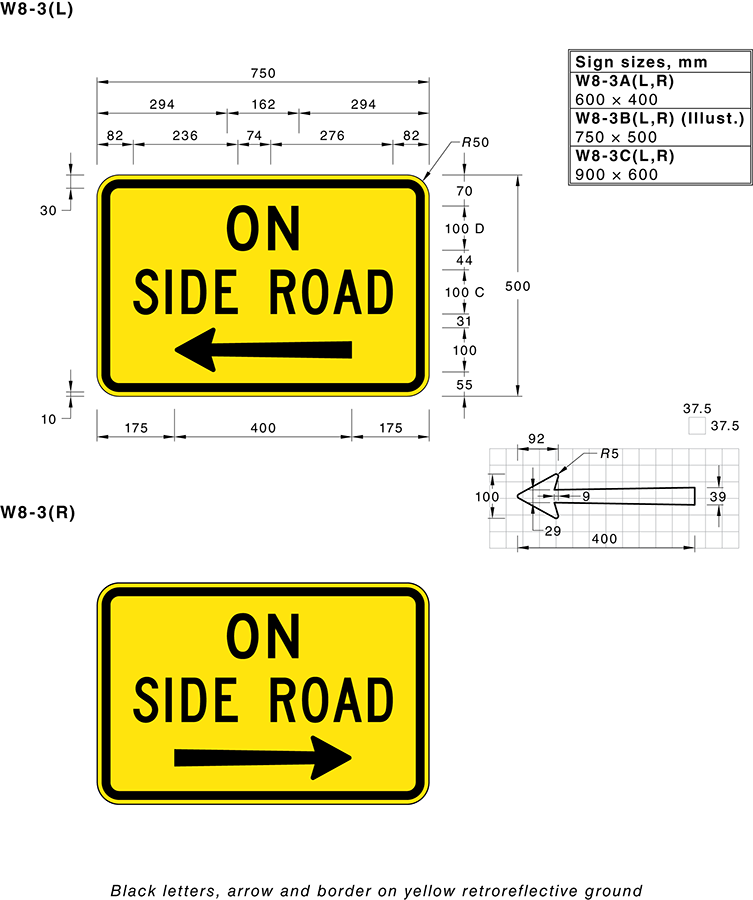 W8-3(L)
750
294 162 294
82 236 74 276 82
R50
Sign sizes, mm
W8-3A(L,R)
600 × 400
W8-3B(L,R) (Illust.)
750 × 500
W8-3C(L,R)
900 × 600
30
70
100 D
44
100 C
31
100
55
500
ON
SIDE ROAD
10
175 400 175
37.5
37.5
92
R5
100
9
39
29
400
W8-3(R)
ON
SIDE ROAD
Black letters, arrow and border on yellow retroreflective ground